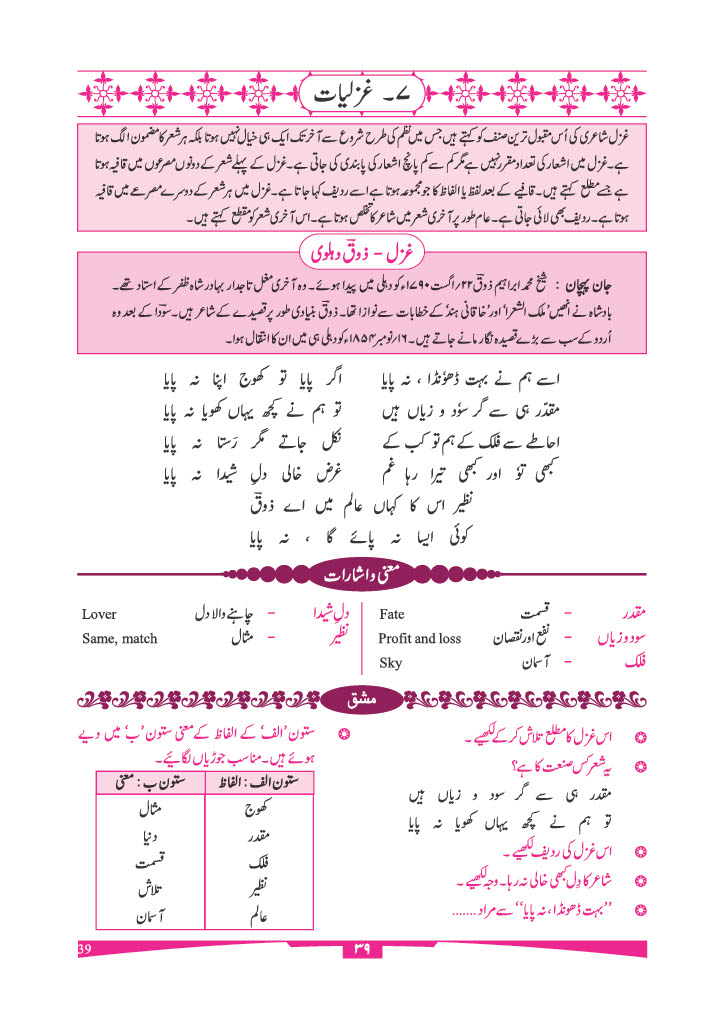 ۷۔ غزلیات
غزل شاعری کی اُس مقبول ترین صنف کو کہتے ہیں جس میں نظم کی طرح شروع سے آخر تک ایک ہی خیال نہیں ہوتا بلکہ ہر شعر کا مضمون الگ ہوتا
ہے۔ غزل میں اشعار کی تعداد مقرر نہیں ہے مگر کم سے کم پانچ اشعار کی پابندی کی جاتی ہے۔ غزل کے پہلے شعر کے دونوں مصرعوں میں قافیہ ہوتا
ہے جسے مطلع کہتے ہیں۔ قافیے کے بعد لفظ یا الفاظ کا جو مجموعہ ہوتا ہے اسے ردیف کہا جاتا ہے۔ غزل میں ہر شعر کے دوسرے مصرعے میں قافیہ
ہوتا ہے۔ ردیف بھی لائی جاتی ہے۔ عام طور پر آخری شعر میں شاعر کا تخلص ہوتا ہے۔ اس آخری شعر کو مقطع کہتے ہیں۔
غزل - ذوقؔ دہلوی
جان پہچان : شیخ محمد ابراہیم ذوقؔ ۲۲؍ اگست ۱۷۹۰ء کو دہلی میں پیدا ہوئے۔ وہ آخری مغل تاجدار بہادر شاہ ظفر کے استاد تھے۔
بادشاہ نے انھیں 'ملک الشعرا' اور 'خاقانی ہند' کے خطابات سے نوازا تھا۔ ذوقؔ بنیادی طور پر قصیدے کے شاعر ہیں۔ سوؔدا کے بعد وہ
اُردو کے سب سے بڑے قصیدہ نگار مانے جاتے ہیں۔ ۱۶؍ نومبر ۱۸۵۴ء کو دہلی ہی میں ان کا انتقال ہوا۔
اسے ہم نے بہت ڈھونڈا ، نہ پایا اگر پایا تو کھوج اپنا نہ پایا
مقدّر ہی سے گر سوٗد و زیاں ہیں تو ہم نے کچھ یہاں کھویا نہ پایا
احاطے سے فلک کے ہم تو کب کے نکل جاتے مگر رَستا نہ پایا
کبھی توٗ اور کبھی تیرا رہا غم غرض خالی دلِ شیدا نہ پایا
نظیر اس کا کہاں عالم میں اے ذوقؔ
کوئی ایسا نہ پائے گا ، نہ پایا
معنی و اشارات
مقدر - قسمت Fate
سود و زیاں - نفع اور نقصان Profit and loss
فلک - آسمان Sky
دلِ شیدا - چاہنے والا دل Lover
نظیر - مثال Same, match
مشق
اس غزل کا مطلع تلاش کر کے لکھیے ۔
یہ شعر کس صنعت کا ہے؟
مقدر ہی سے گر سود و زیاں ہیں
تو ہم نے کچھ یہاں کھویا نہ پایا
اس غزل کی ردیف لکھیے ۔
شاعر کا دِل کبھی خالی نہ رہا۔ وجہ لکھیے ۔
''بہت ڈھونڈا ، نہ پایا'' سے مراد .......
ستون 'الف' کے الفاظ کے معنی ستون 'ب' میں دیے
ہوئے ہیں۔ مناسب جوڑیاں لگائیے۔
ستون الف : الفاظ ستون ب : معنی
کھوج مثال
مقدر دنیا
فلک قسمت
نظیر تلاش
عالم آسمان
۳۹
39